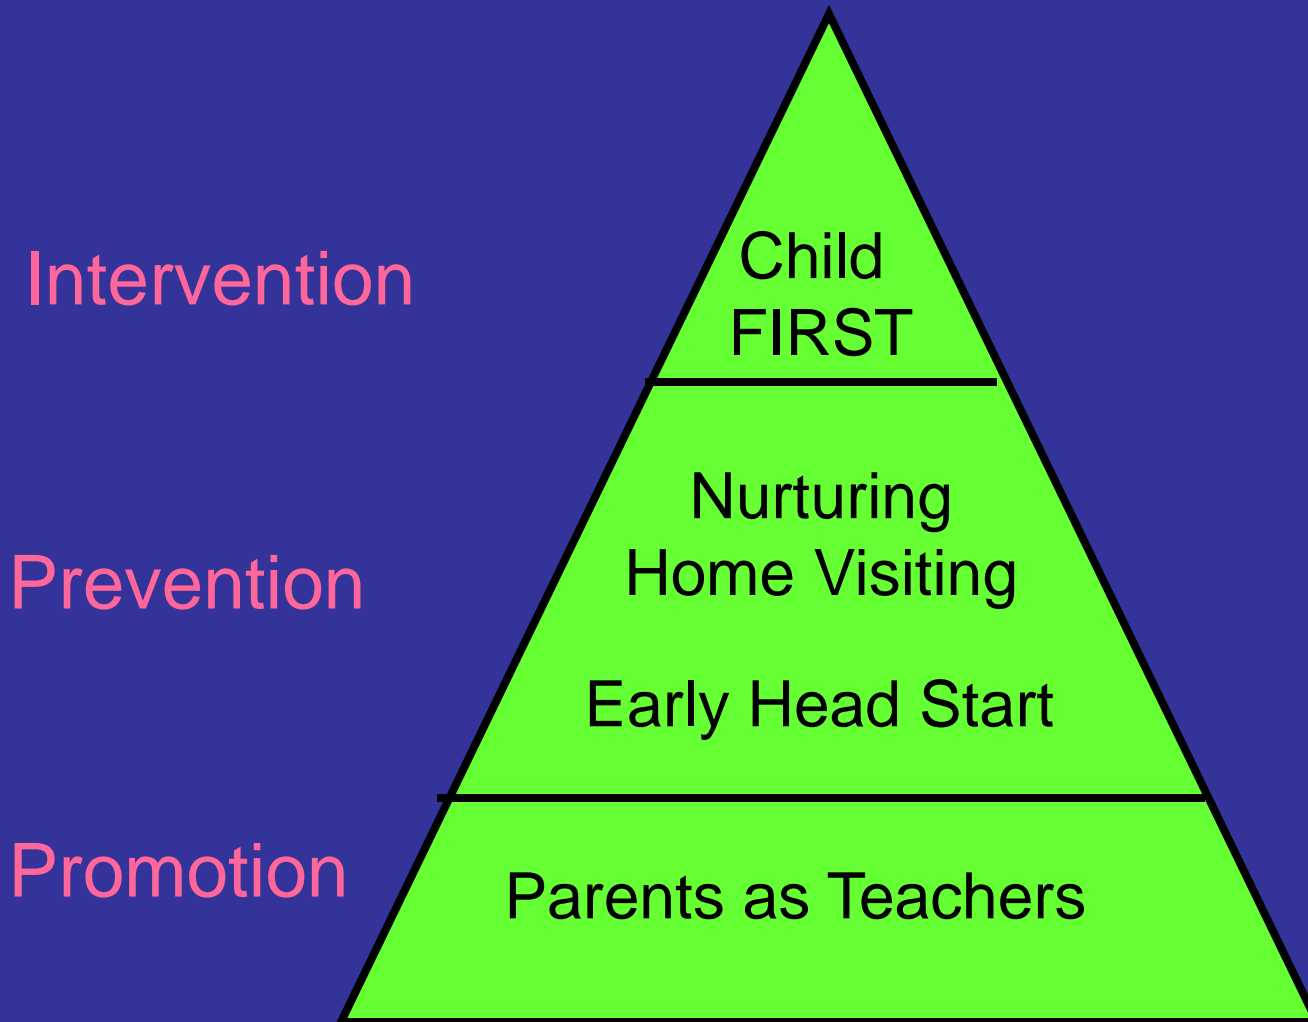 Intervention
Child
FIRST
Prevention
Nurturing
Home Visiting
Early Head Start
Promotion
Parents as Teachers